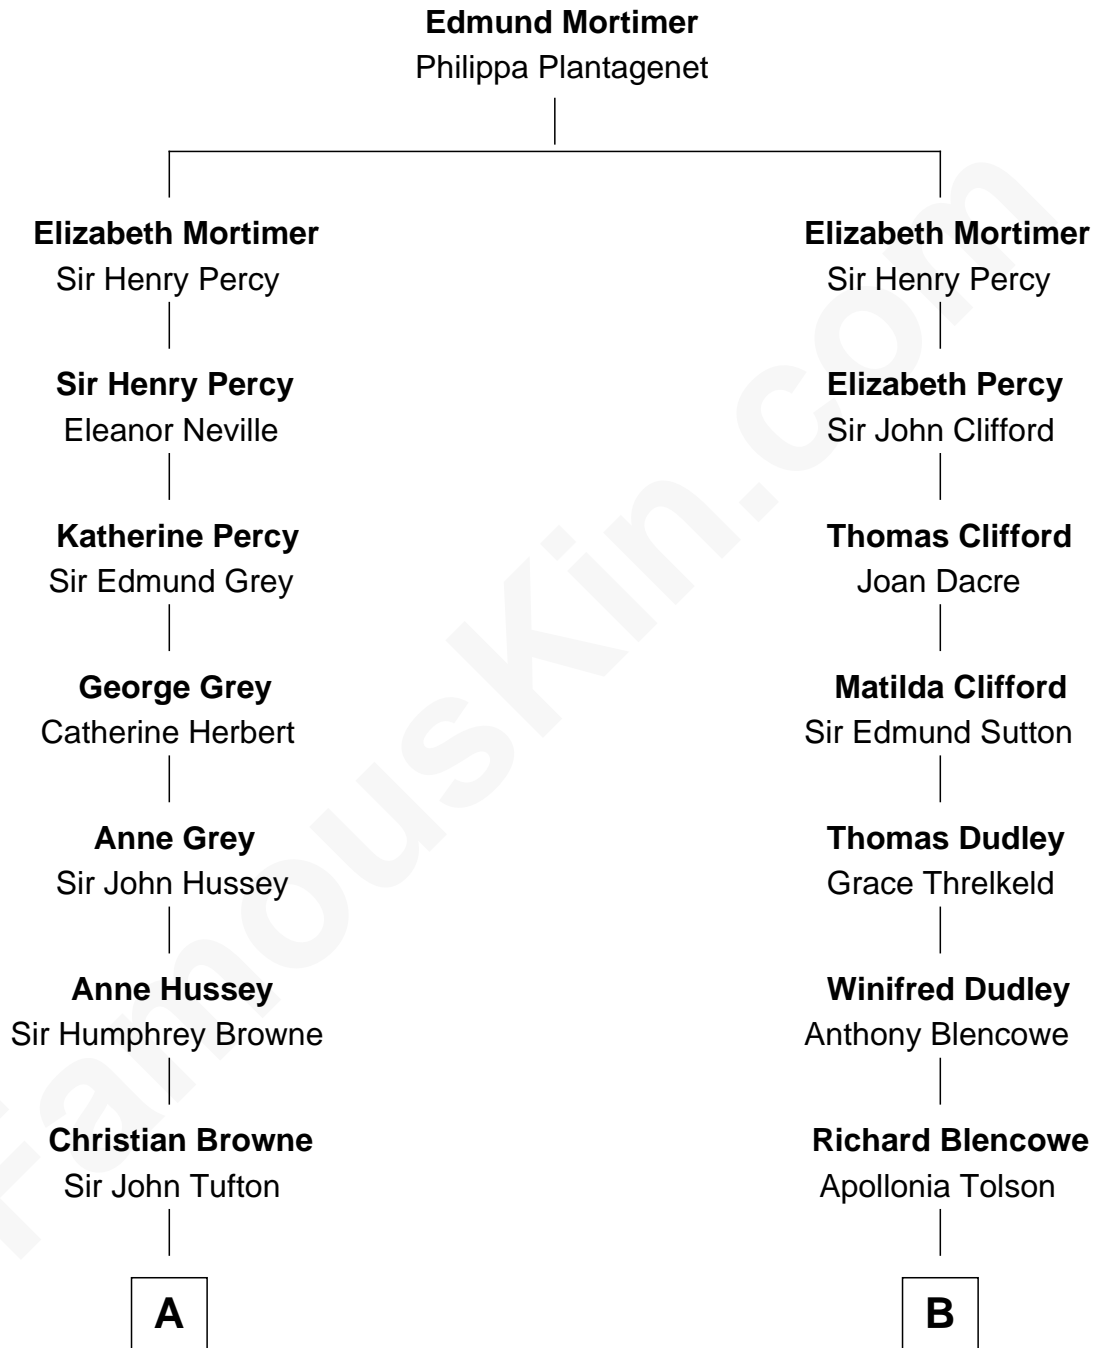 Edmund Mortimer
Philippa Plantagenet
Elizabeth Mortimer
Sir Henry Percy
Sir Henry Percy
Eleanor Neville
Katherine Percy
Sir Edmund Grey
George Grey
Catherine Herbert
Anne Grey
Sir John Hussey
Anne Hussey
Sir Humphrey Browne
Christian Browne
Sir John Tufton
A
Elizabeth Mortimer
Sir Henry Percy
Elizabeth Percy
Sir John Clifford
Thomas Clifford
Joan Dacre
Matilda Clifford
Sir Edmund Sutton
Thomas Dudley
Grace Threlkeld
Winifred Dudley
Anthony Blencowe
Richard Blencowe
Apollonia Tolson
B
FamousKin.com